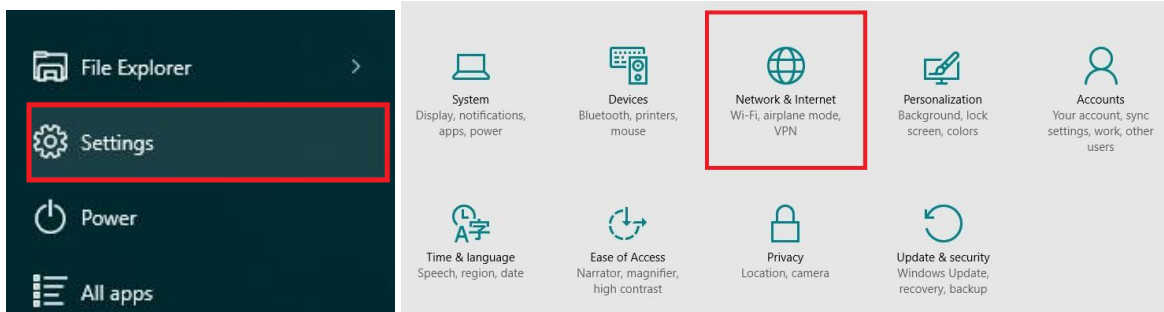 File Explorer
Settings
Power
All apps
System
Display, notifications,
apps, power
Devices
Bluetooth, printers,
mouse
Network & Internet
Wi-Fi, airplane mode,
VPN
Personalization
Background, lock
screen, colors
Accounts
Your account, sync
settings, work, other
users
Time & language
Speech, region, date
Ease of Access
Narrator, magnifier,
high contrast
Privacy
Location, camera
Update & security
Windows Update,
recovery, backup